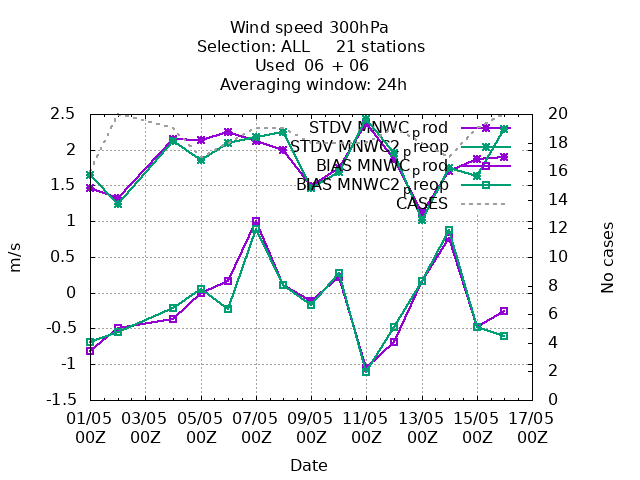 Wind speed 300hPa
Selection: ALL 21 stations
Used 06 + 06
Averaging window: 24h
2.5
2
1.5
1
0.5
0
-0.5
-1
-1.5
m/s
20
18
16
14
12
10
8
6
4
2
0
No cases
STDV MNWC_prod
STDV MNWC2_preop
BIAS MNWC_prod
BIAS MNWC2_preop
CASES
01/05 03/05 05/05 07/05 09/05 11/05 13/05 15/05 17/05
00Z 00Z 00Z 00Z 00Z 00Z 00Z 00Z 00Z
Date